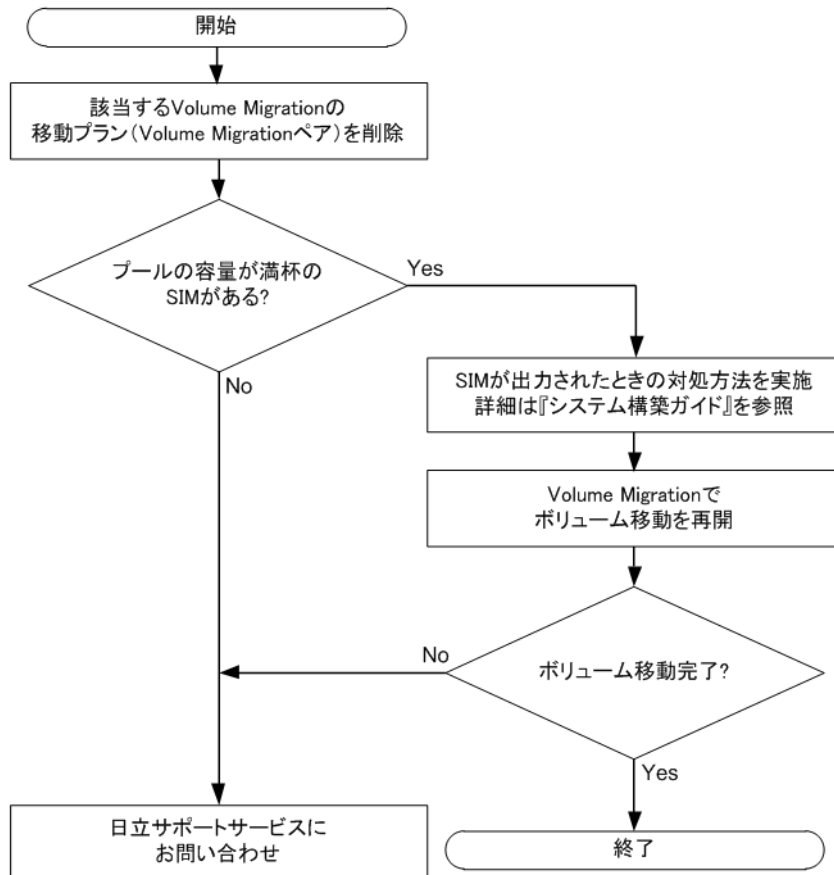 開始
該当するVolume Migrationの
移動プラン(Volume Migrationペア)を削除
プールの容量が満杯の
SIMがある?
Yes
No
SIMが出力されたときの対処方法を実施
詳細は『システム構築ガイド』を参照
Volume Migrationで
ボリューム移動を再開
ボリューム移動完了?
No
Yes
日立サポートサービスに
お問い合わせ
終了